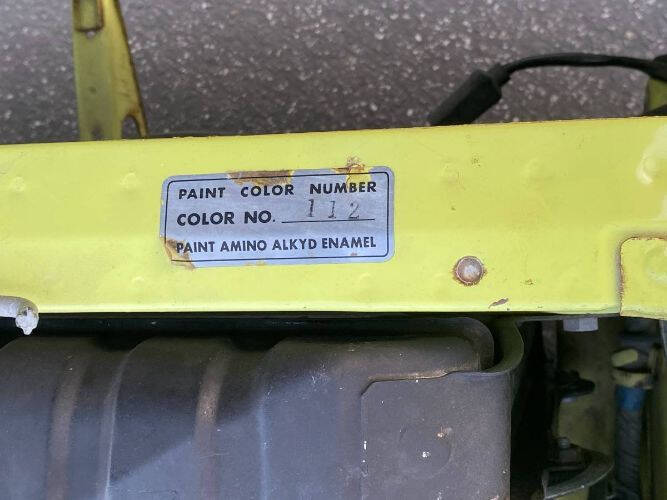 PAINT COLOR NUMBER
COLOR NO. 112
PAINT AMINO ALKYD ENAMEL